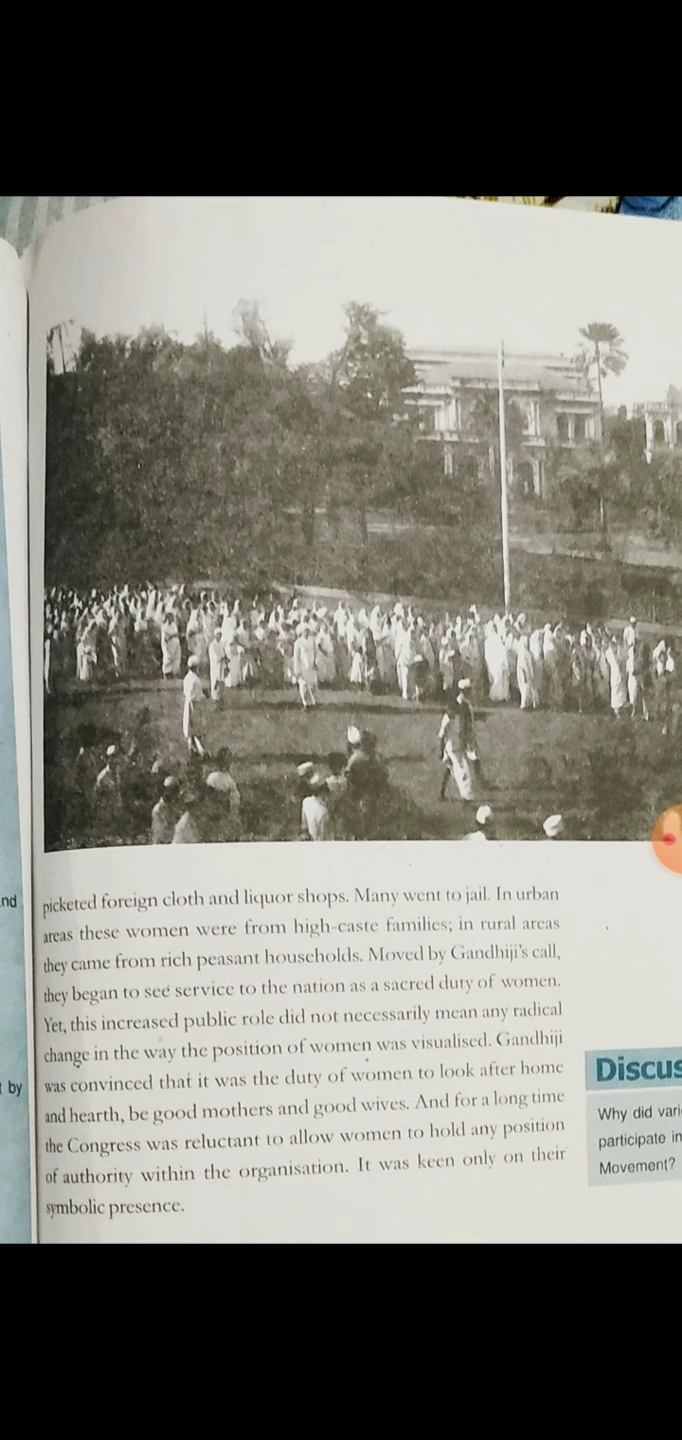 nd
picketed foreign cloth and liquor shops. Many went to jail. In urban
areas these women were from high-caste families; in rural areas
they came from rich peasant households. Moved by Gandhiji's call,
they began to see service to the nation as a sacred duty of women.
Yet, this increased public role did not necessarily mean any radical
change in the way the position of women was visualised. Gandhiji
was convinced that it was the duty of women to look after home
and hearth, be good mothers and good wives. And for a long time
the Congress was reluctant to allow women to hold any position
of authority within the organisation. It was keen only on their
symbolic presence.
t by
Discus
Why did vari
participate in
Movement?